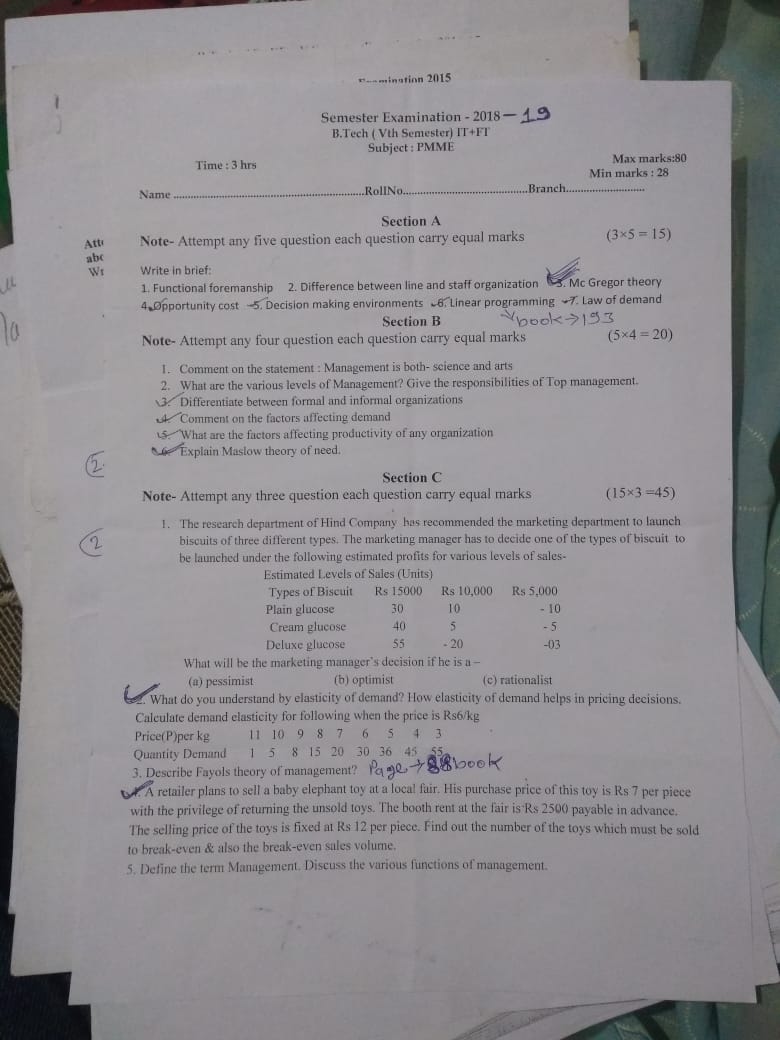 mination 2015
Semester Examination - 2018 - 19
B.Tech ( Vth Semester) IT+FT
Subject : PMME
Time : 3 hrs Max marks:80
Min marks : 28
Name ........................RollNo........................Branch........................
Section A
Note- Attempt any five question each question carry equal marks (3×5 = 15)
Write in brief:
1. Functional foremanship 2. Difference between line and staff organization 3. Mc Gregor theory
4. Opportunity cost 5. Decision making environments 6. Linear programming 7. Law of demand
book → 193
Section B
Note- Attempt any four question each question carry equal marks (5×4 = 20)
1. Comment on the statement : Management is both- science and arts
2. What are the various levels of Management? Give the responsibilities of Top management.
3. Differentiate between formal and informal organizations
4. Comment on the factors affecting demand
5. What are the factors affecting productivity of any organization
6. Explain Maslow theory of need.
2.
Section C
Note- Attempt any three question each question carry equal marks (15×3 =45)
1. The research department of Hind Company has recommended the marketing department to launch
2
biscuits of three different types. The marketing manager has to decide one of the types of biscuit to
be launched under the following estimated profits for various levels of sales-
Estimated Levels of Sales (Units)
Types of Biscuit Rs 15000 Rs 10,000 Rs 5,000
Plain glucose 30 10 - 10
Cream glucose 40 5 - 5
Deluxe glucose 55 - 20 -03
What will be the marketing manager's decision if he is a –
(a) pessimist (b) optimist (c) rationalist
2. What do you understand by elasticity of demand? How elasticity of demand helps in pricing decisions.
Calculate demand elasticity for following when the price is Rs6/kg
Price(P)per kg 11 10 9 8 7 6 5 4 3
Quantity Demand 1 5 8 15 20 30 36 45 55
3. Describe Fayols theory of management? Page → 88 book
4. A retailer plans to sell a baby elephant toy at a local fair. His purchase price of this toy is Rs 7 per piece
with the privilege of returning the unsold toys. The booth rent at the fair is Rs 2500 payable in advance.
The selling price of the toys is fixed at Rs 12 per piece. Find out the number of the toys which must be sold
to break-even & also the break-even sales volume.
5. Define the term Management. Discuss the various functions of management.